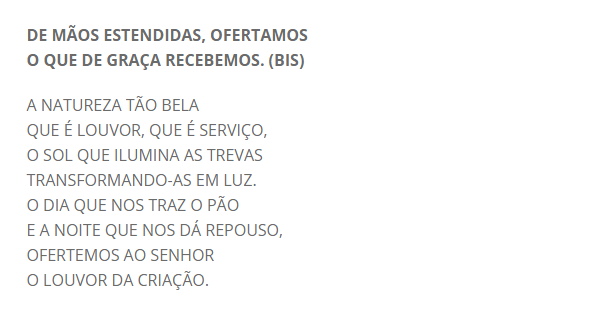 DE MÃOS ESTENDIDAS, OFERTAMOS
O QUE DE GRAÇA RECEBEMOS. (BIS)
A NATUREZA TÃO BELA
QUE É LOUVOR, QUE É SERVIÇO,
O SOL QUE ILUMINA AS TREVAS
TRANSFORMANDO-AS EM LUZ.
O DIA QUE NOS TRAZ O PÃO
E A NOITE QUE NOS DÁ REPOUSO,
OFERTEMOS AO SENHOR
O LOUVOR DA CRIAÇÃO.